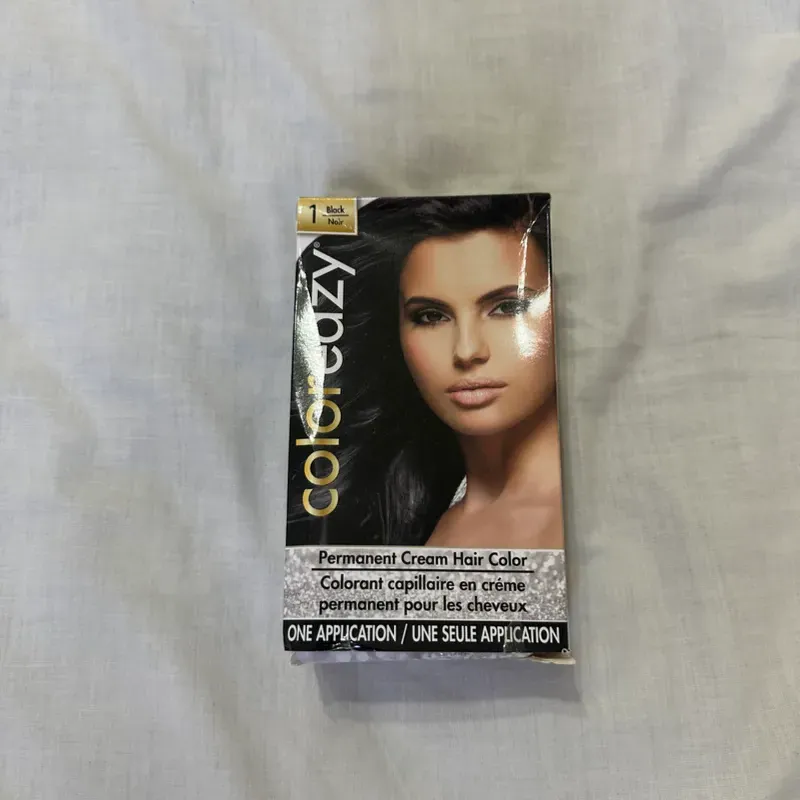 1 Black
Noir
coloreazy®
Permanent Cream Hair Color
Colorant capillaire en créme
permanent pour les cheveux
ONE APPLICATION / UNE SEULE APPLICATION